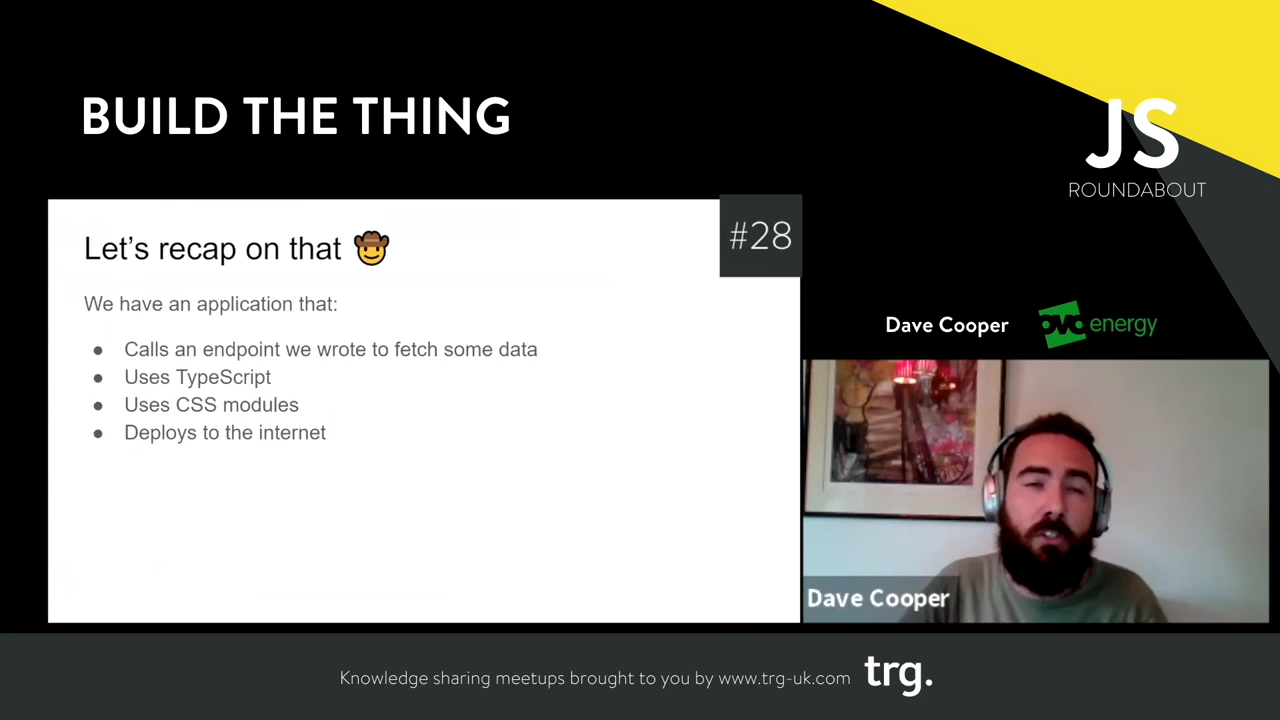 BUILD THE THING
JS
ROUNDABOUT
#28
Let's recap on that
We have an application that:
● Calls an endpoint we wrote to fetch some data
● Uses TypeScript
● Uses CSS modules
● Deploys to the internet
Dave Cooper
ovo energy
Dave Cooper
Knowledge sharing meetups brought to you by www.trg-uk.com trg.